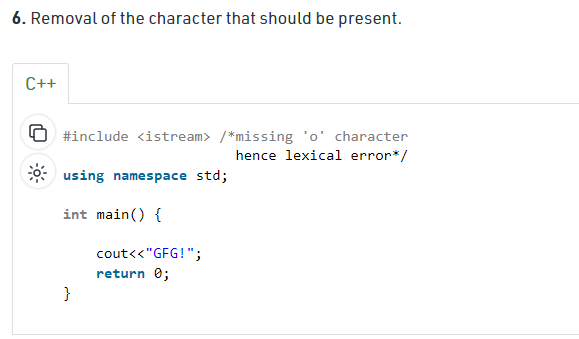 6. Removal of the character that should be present.
C++
#include <istream> /*missing 'o' character
hence lexical error*/
using namespace std;
int main() {
cout<<"GFG!";
return 0;
}